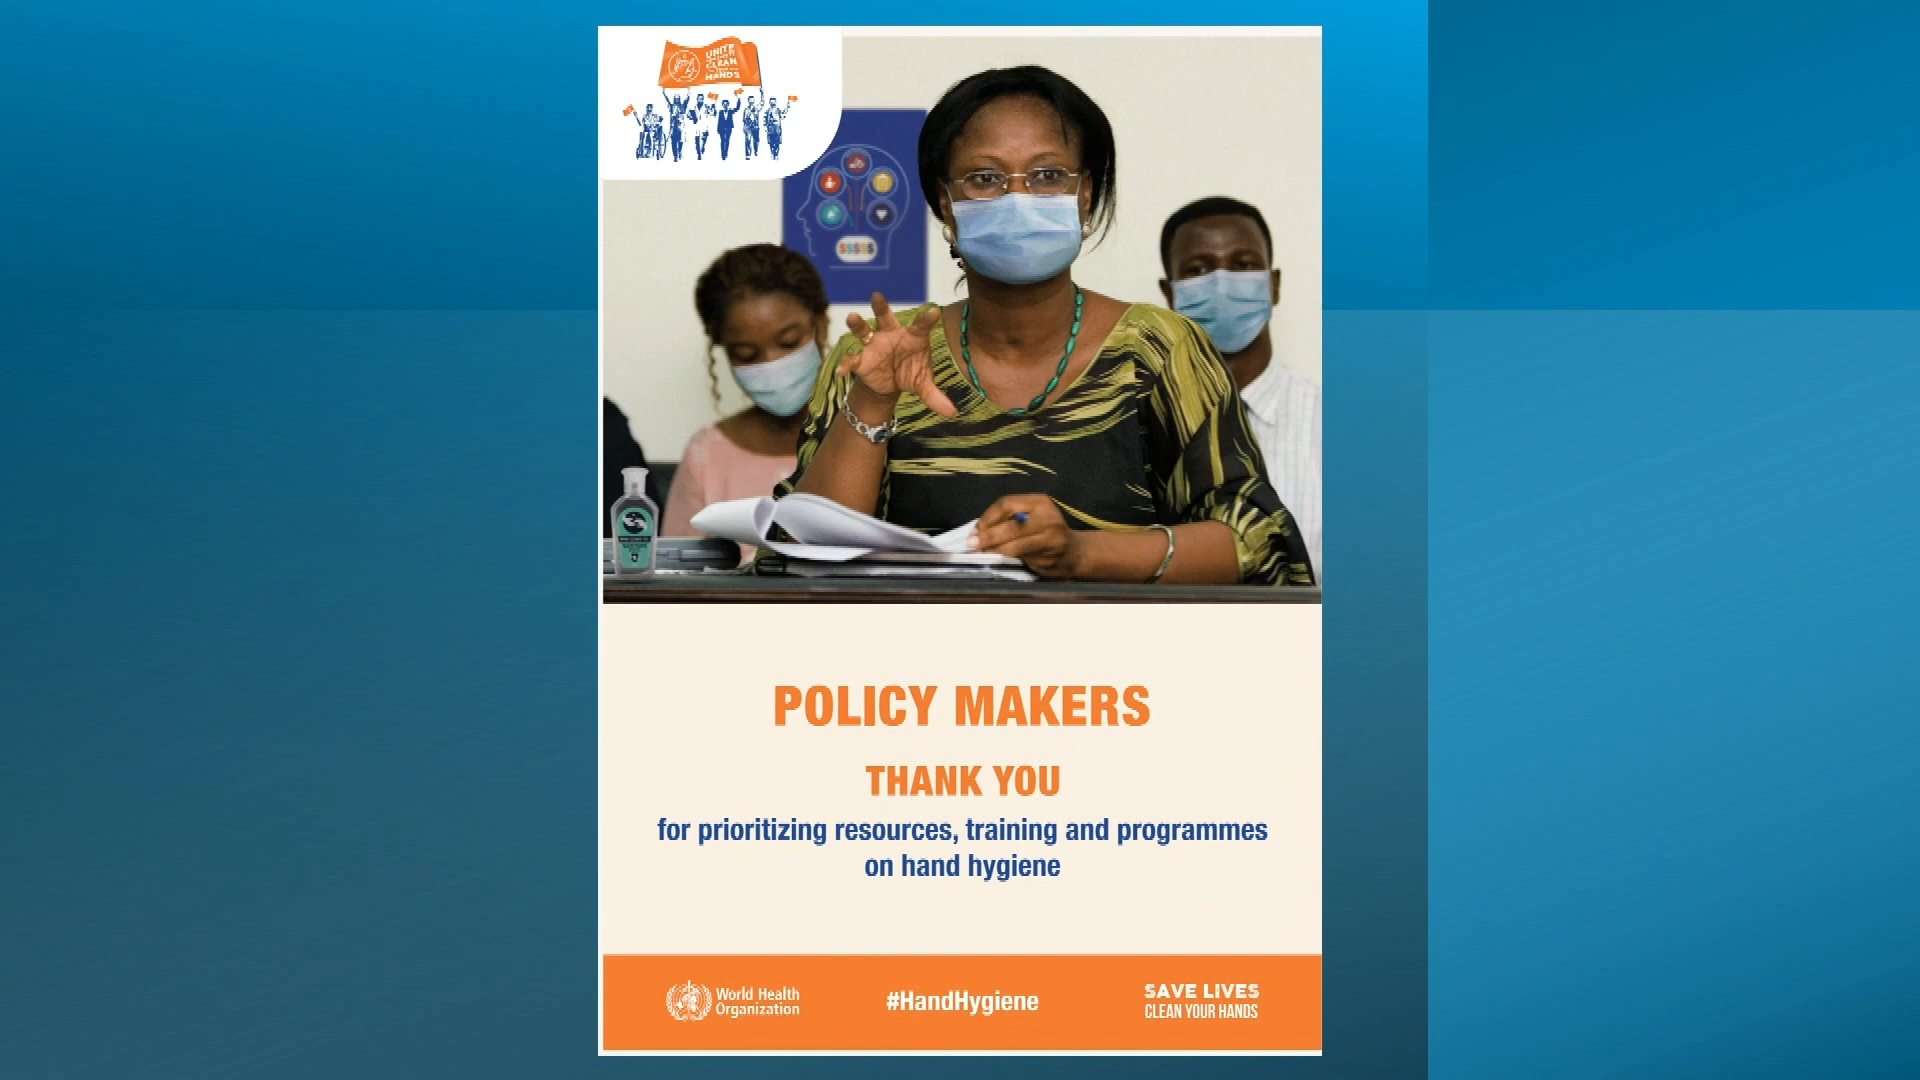 UNITE
CLEAN
HANDS
POLICY MAKERS
THANK YOU
for prioritizing resources, training and programmes
on hand hygiene
World Health
Organization
#HandHygiene
SAVE LIVES
CLEAN YOUR HANDS